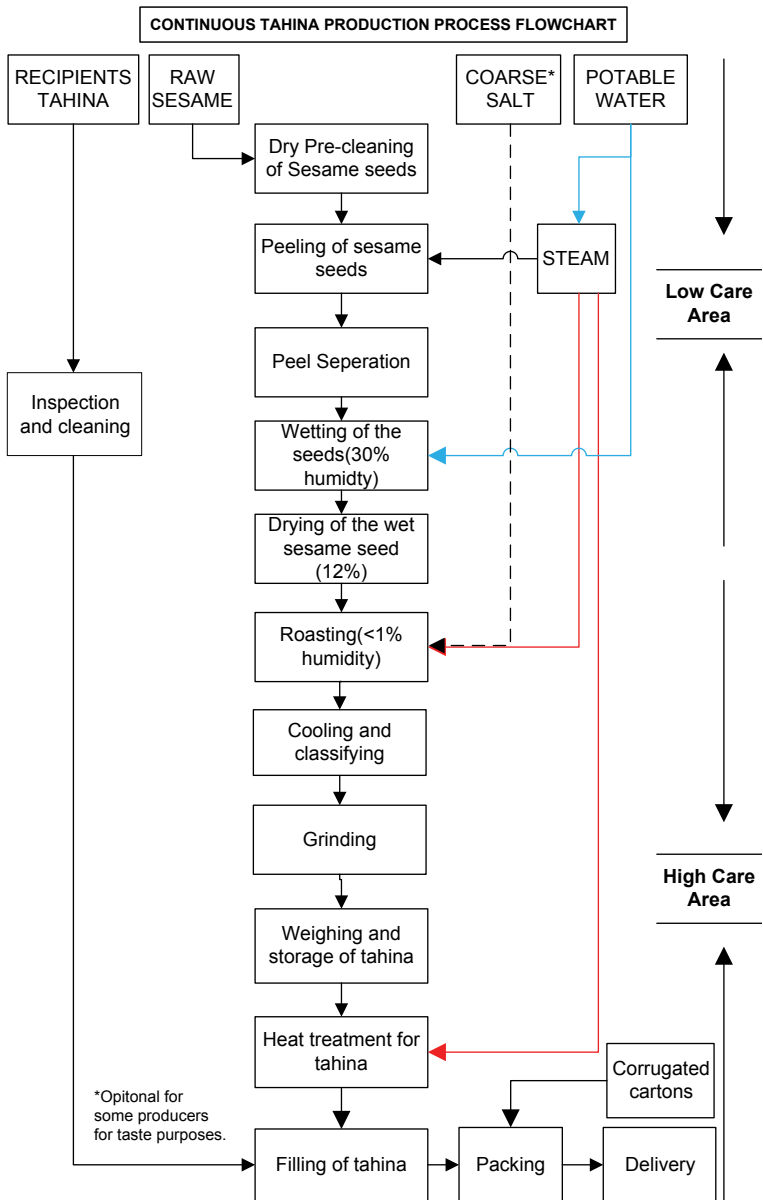 CONTINUOUS TAHINA PRODUCTION PROCESS FLOWCHART
RECIPIENTS
TAHINA
RAW
SESAME
COARSE*
SALT
POTABLE
WATER
Dry Pre-cleaning
of Sesame seeds
Peeling of sesame
seeds
STEAM
Low Care
Area
Peel Seperation
Inspection
and cleaning
Wetting of the
seeds(30%
humidty)
Drying of the wet
sesame seed
(12%)
Roasting(<1%
humidity)
Cooling and
classifying
Grinding
High Care
Area
Weighing and
storage of tahina
Heat treatment for
tahina
Corrugated
cartons
*Opitonal for
some producers
for taste purposes.
Filling of tahina
Packing
Delivery